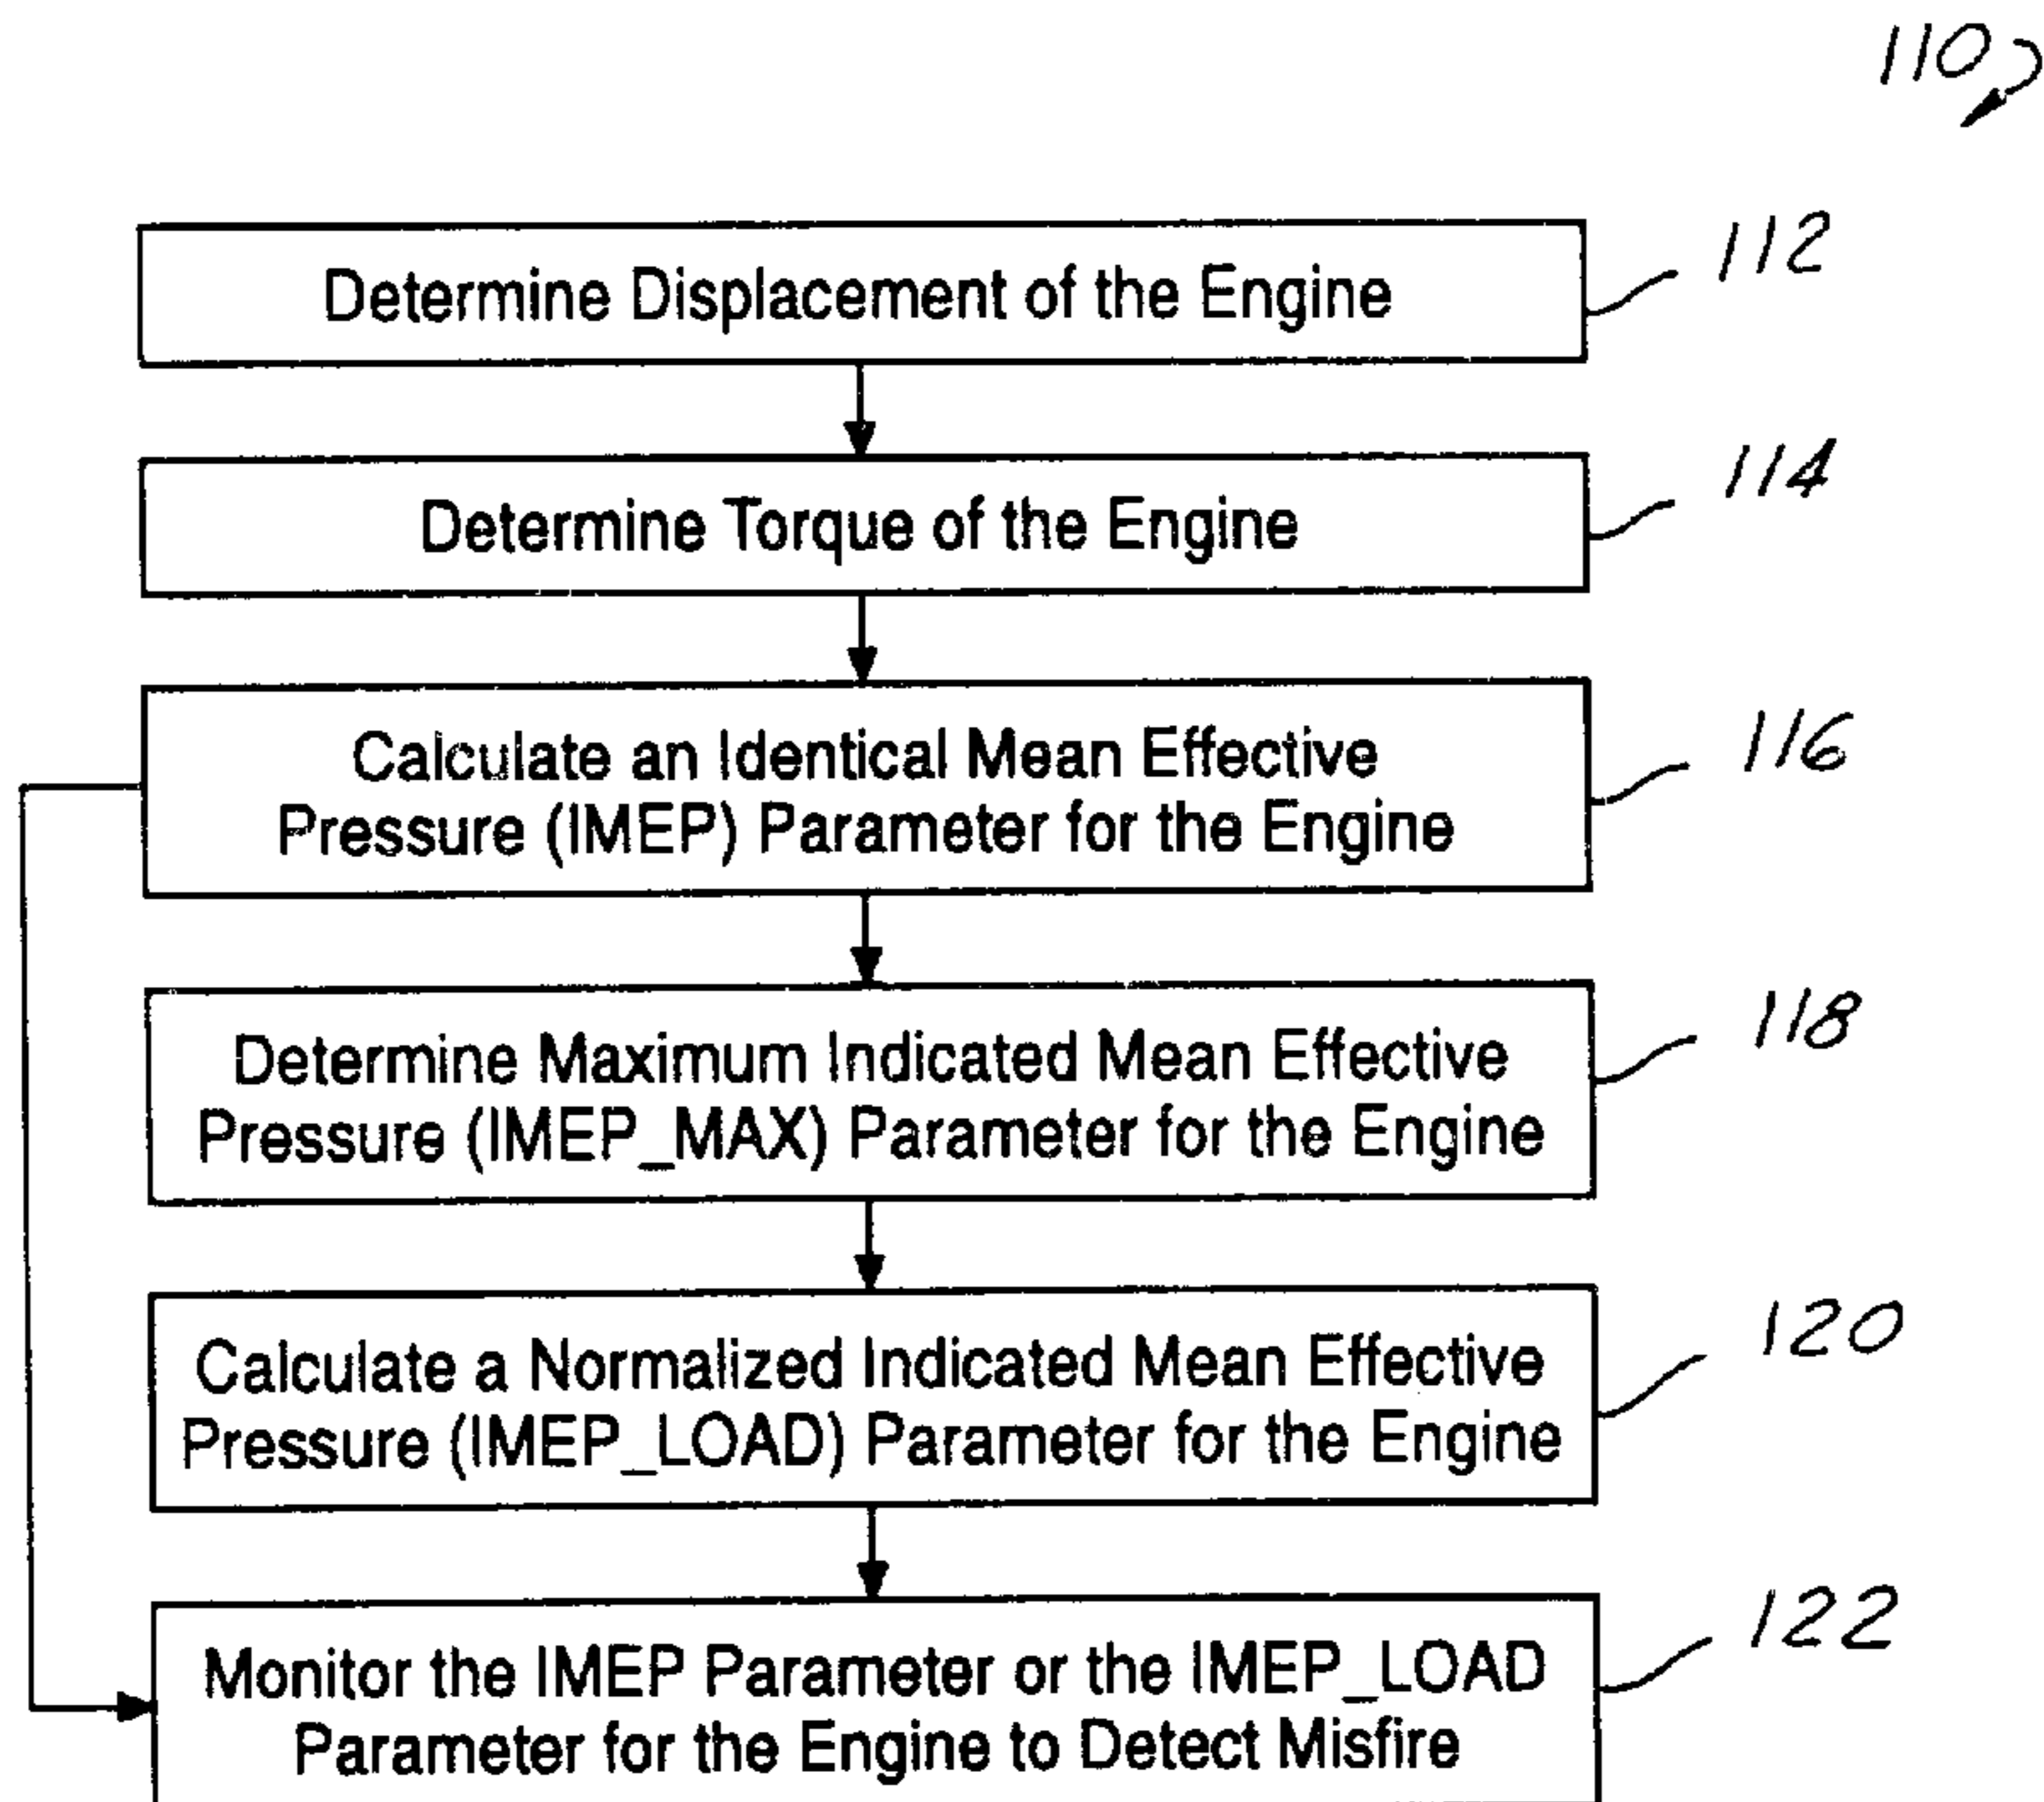 110
Determine Displacement of the Engine
112
Determine Torque of the Engine
114
Calculate an Identical Mean Effective
Pressure (IMEP) Parameter for the Engine
116
Determine Maximum Indicated Mean Effective
Pressure (IMEP_MAX) Parameter for the Engine
118
Calculate a Normalized Indicated Mean Effective
Pressure (IMEP_LOAD) Parameter for the Engine
120
Monitor the IMEP Parameter or the IMEP_LOAD
Parameter for the Engine to Detect Misfire
122